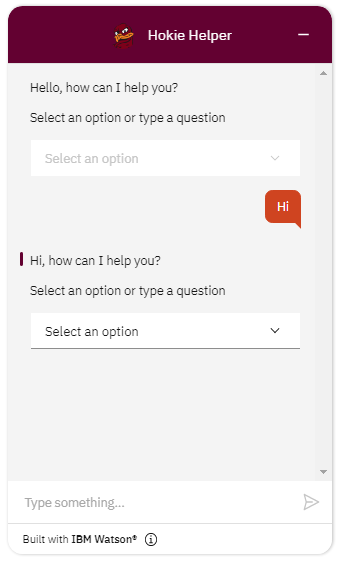 Hokie Helper
Hello, how can I help you?
Select an option or type a question
Select an option
Hi
Hi, how can I help you?
Select an option or type a question
Select an option
Type something...
Built with IBM Watson®